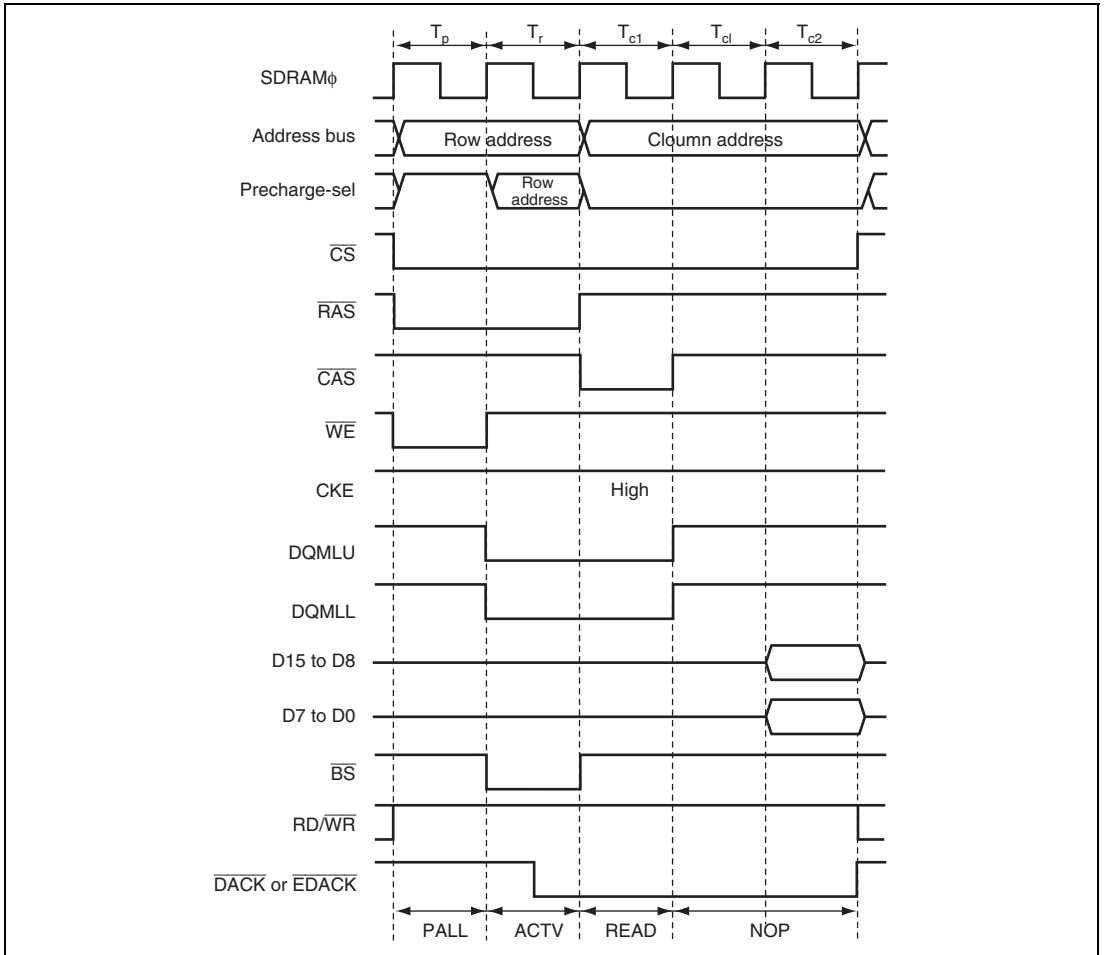 Tp Tr Tc1 Tcl Tc2
SDRAMφ
Address bus Row address Cloumn address
Precharge-sel Row address
CS
RAS
CAS
WE
CKE High
DQMLU
DQMLL
D15 to D8
D7 to D0
BS
RD/WR
DACK or EDACK
PALL ACTV READ NOP